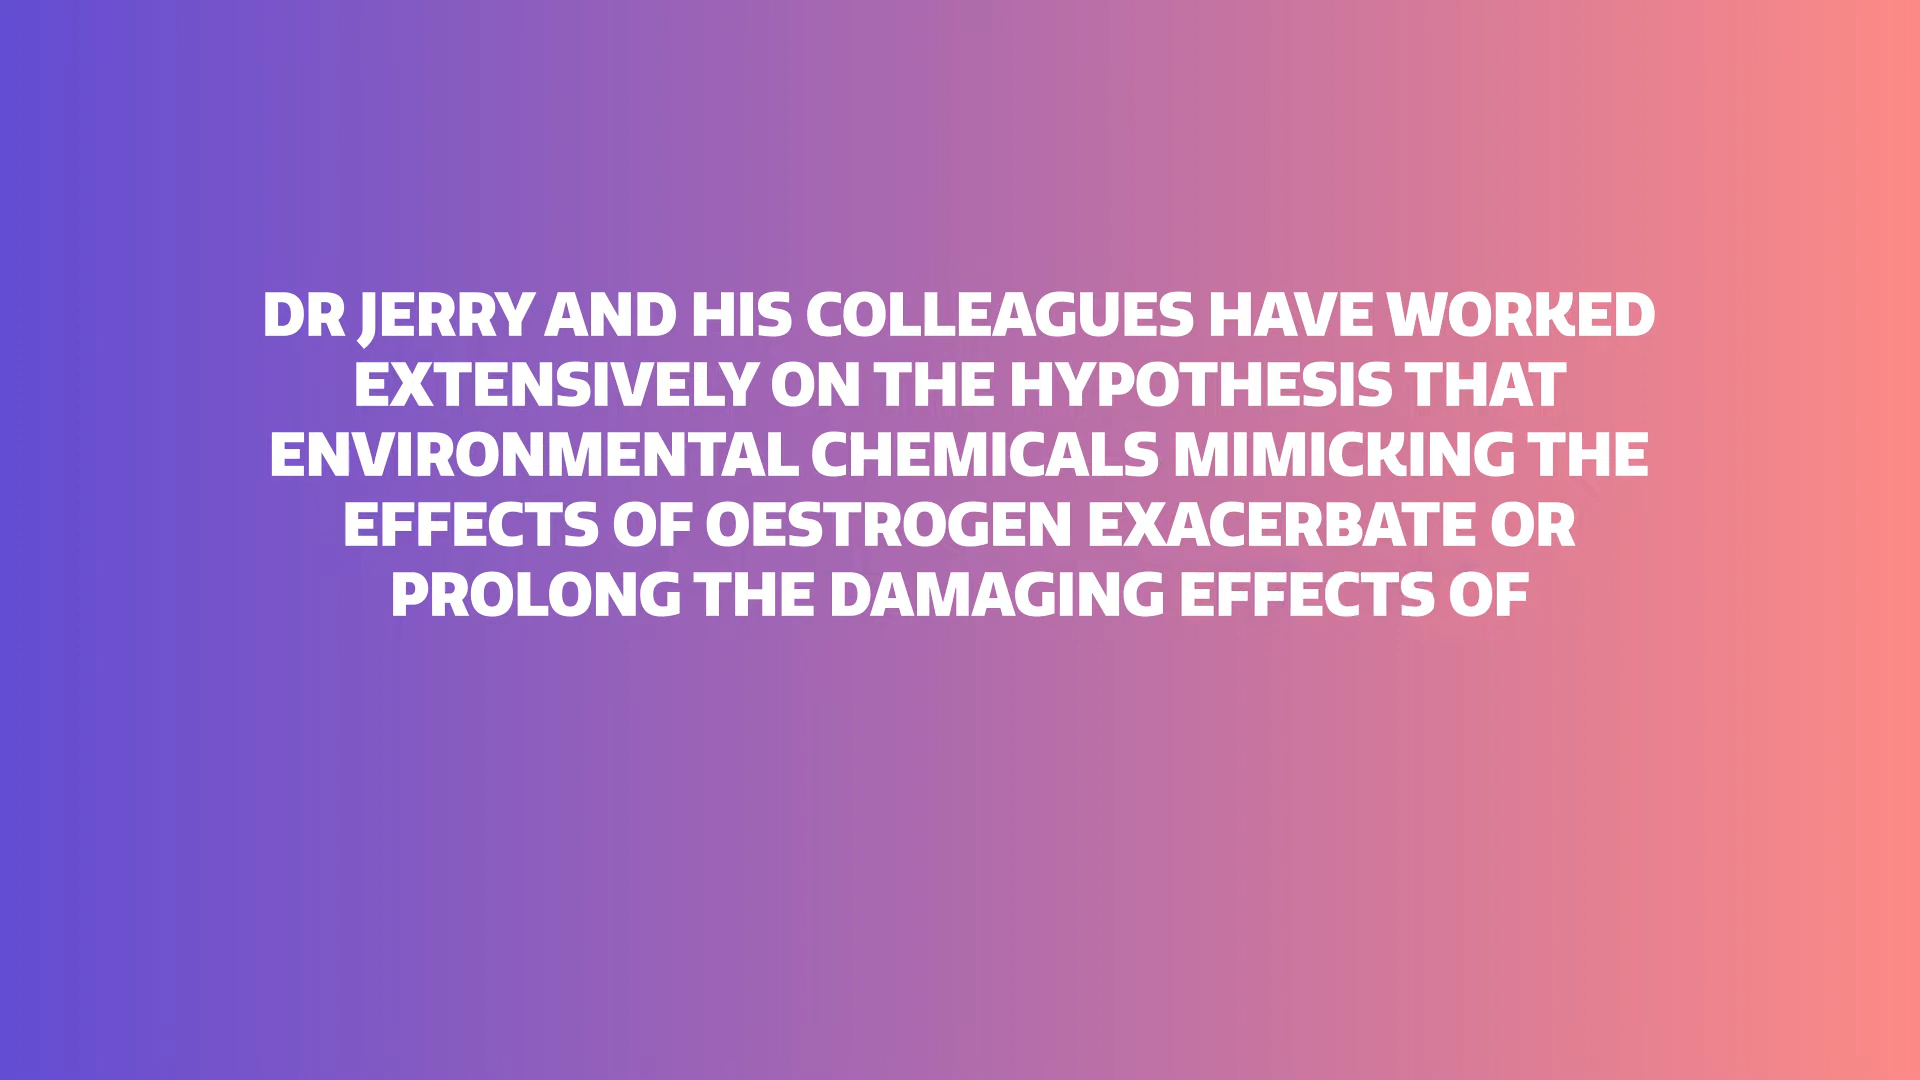 DR JERRY AND HIS COLLEAGUES HAVE WORKED
EXTENSIVELY ON THE HYPOTHESIS THAT
ENVIRONMENTAL CHEMICALS MIMICKING THE
EFFECTS OF OESTROGEN EXACERBATE OR
PROLONG THE DAMAGING EFFECTS OF